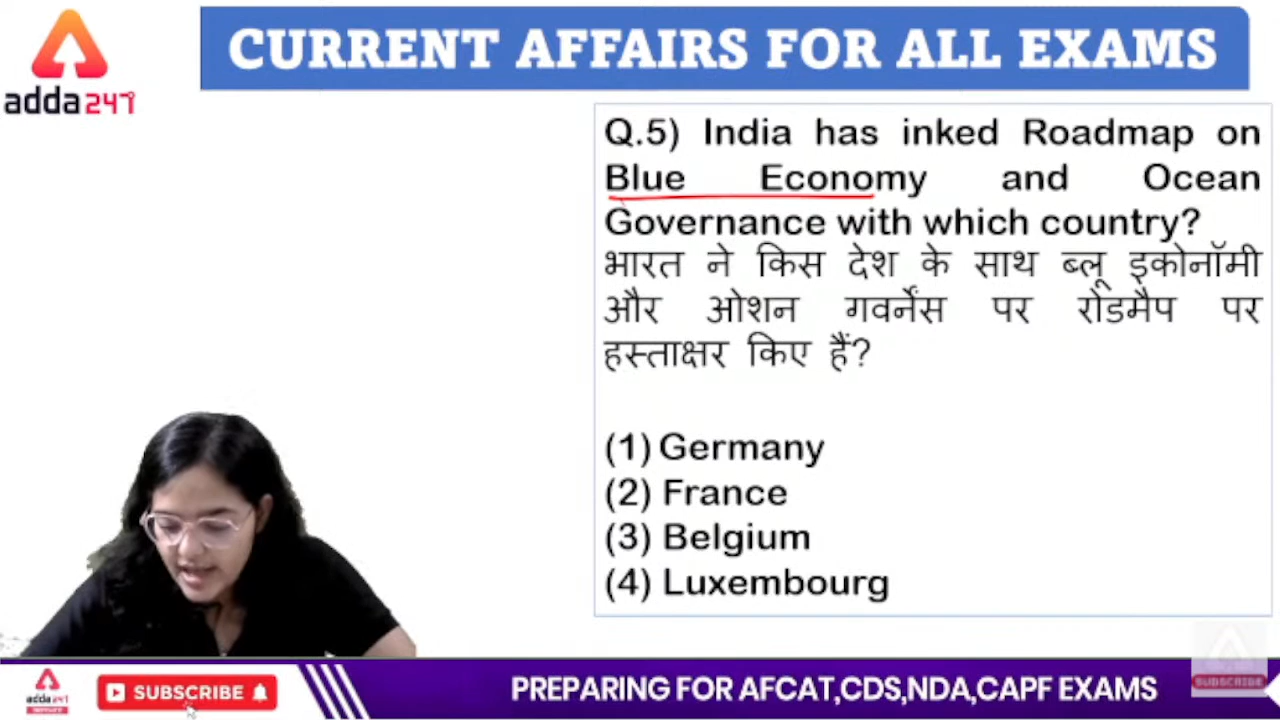 CURRENT AFFAIRS FOR ALL EXAMS
adda247
Q.5) India has inked Roadmap on
Blue Economy and Ocean
Governance with which country?
भारत ने किस देश के साथ ब्लू इकोनॉमी
और ओशन गवर्नेंस पर रोडमैप पर
हस्ताक्षर किए हैं?
(1) Germany
(2) France
(3) Belgium
(4) Luxembourg
SUBSCRIBE
adda247
SUBSCRIBE
PREPARING FOR AFCAT,CDS,NDA,CAPF EXAMS